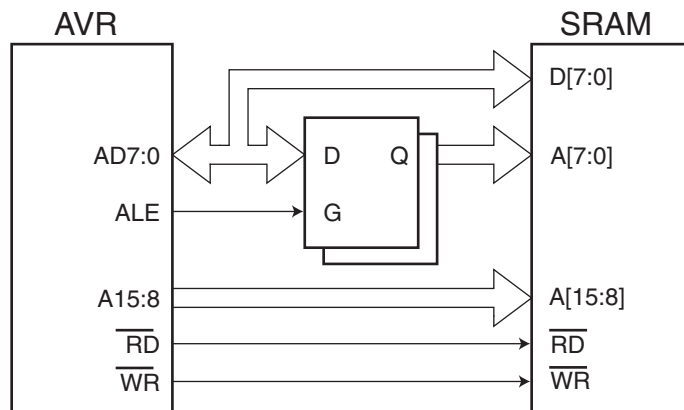 AVR
SRAM
D[7:0]
AD7:0
D
Q
A[7:0]
ALE
G
A15:8
A[15:8]
RD
RD
WR
WR